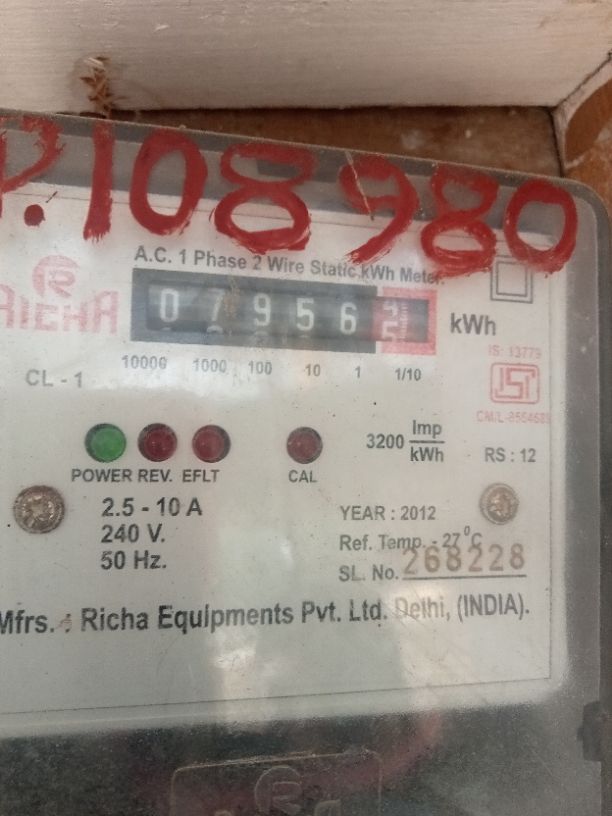 P.108980
RICHA
A.C. 1 Phase 2 Wire Static kWh Meter.
07956 kWh
10000 1000 100 10 1 1/10
CL - 1
IS: 13779
ISI
3200 Imp/kWh
RS : 12
POWER REV. EFLT CAL
2.5 - 10 A
240 V.
50 Hz.
YEAR : 2012
Ref. Temp. - 27°C
SL. No. 268228
Mfrs. : Richa Equipments Pvt. Ltd. Delhi, (INDIA).